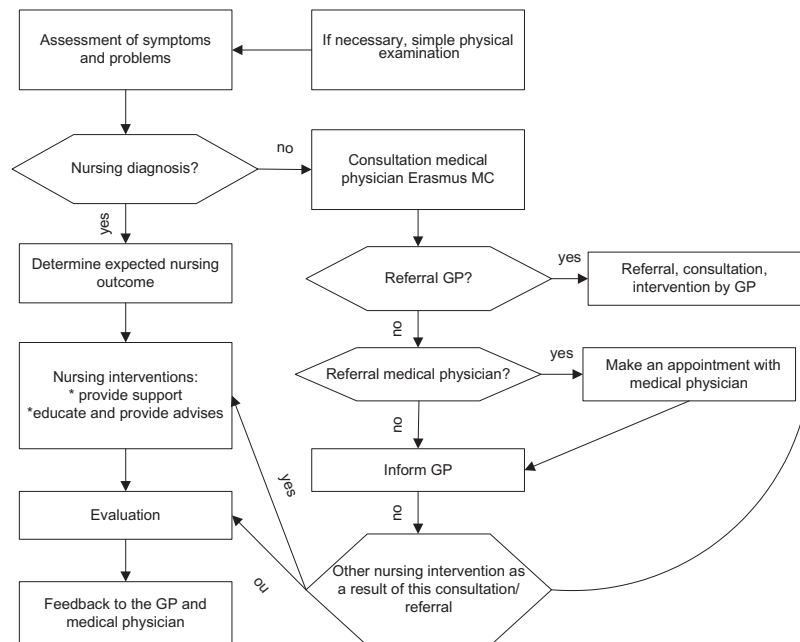 Assessment of symptoms
and problems
If necessary, simple physical
examination
Nursing diagnosis?
no
Consultation medical
physician Erasmus MC
yes
Determine expected nursing
outcome
Referral GP?
yes
Referral, consultation,
intervention by GP
no
Nursing interventions:
* provide support
*educate and provide advises
Referral medical physician?
yes
Make an appointment with
medical physician
no
Inform GP
yes
no
Evaluation
no
Other nursing intervention as
a result of this consultation/
referral
Feedback to the GP and
medical physician